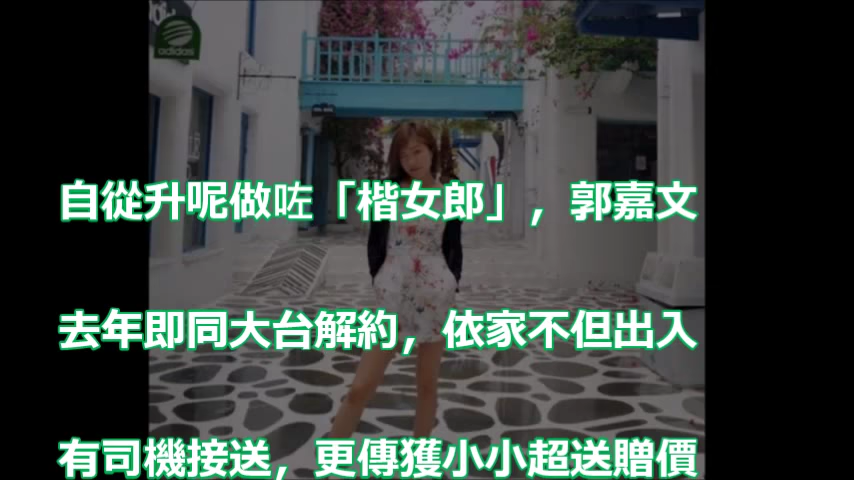 adidas
自從升呢做咗「楷女郎」，郭嘉文
去年即同大台解約，依家不但出入
有司機接送，更傳獲小小超送贈價